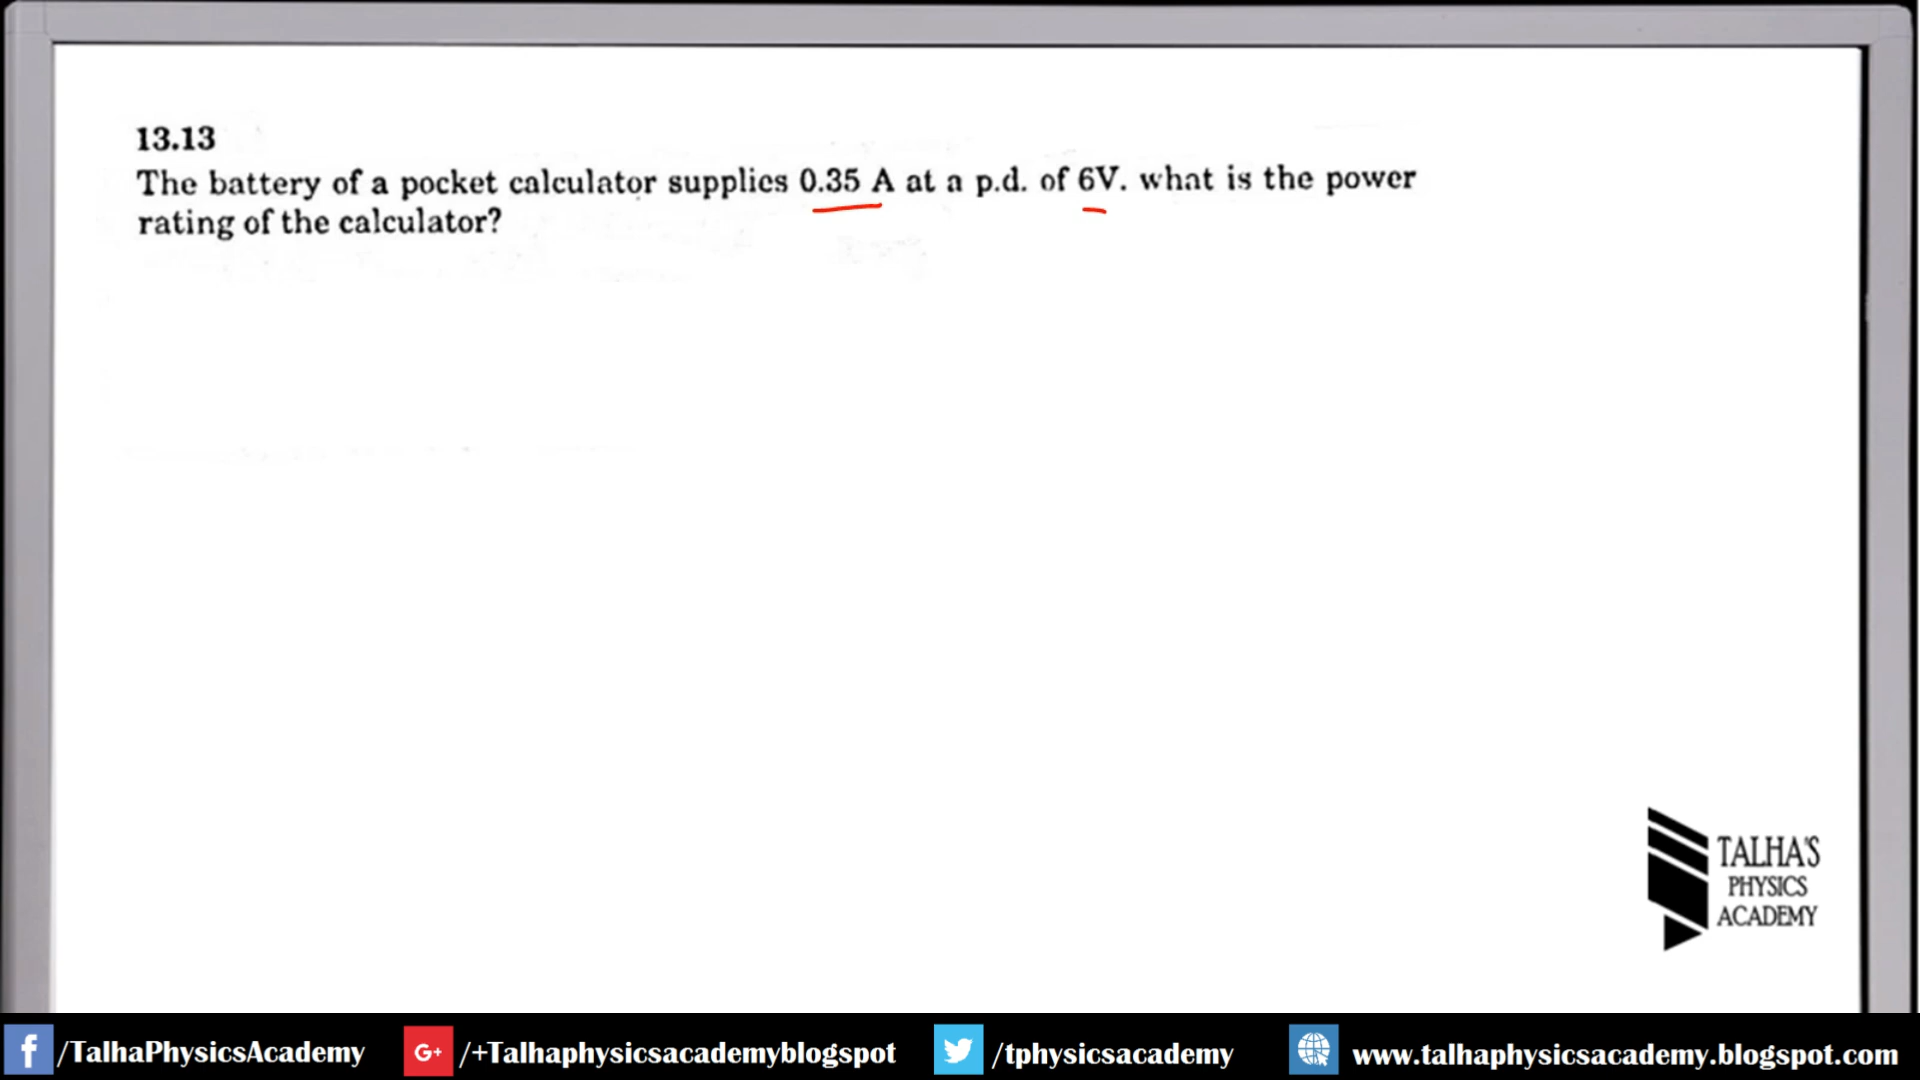 13.13
The battery of a pocket calculator supplies 0.35 A at a p.d. of 6V. what is the power
rating of the calculator?
TALHA'S
PHYSICS
ACADEMY
f /TalhaPhysicsAcademy G+ /+Talhaphysicsacademyblogspot /tphysicsacademy www.talhaphysicsacademy.blogspot.com